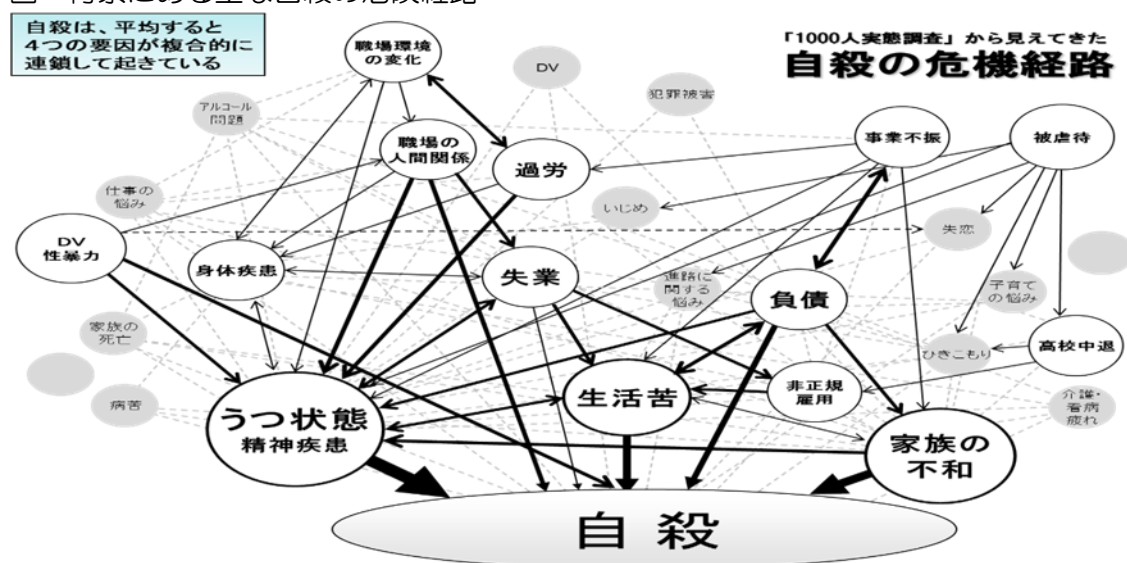 自殺は、平均すると
4つの要因が複合的に
連鎖して起きている
「1000人実態調査」から見えてきた
自殺の危機経路
職場環境
の変化
DV
犯罪被害
アルコール
問題
職場の
人間関係
過労
事業不振
被虐待
仕事の
悩み
いじめ
失恋
DV
性暴力
身体疾患
失業
進路に
関する
悩み
負債
子育て
の悩み
家族の
死亡
ひきこもり
高校中退
病苦
うつ状態
精神疾患
生活苦
非正規
雇用
介護・
看病
疲れ
家族の
不和
自殺